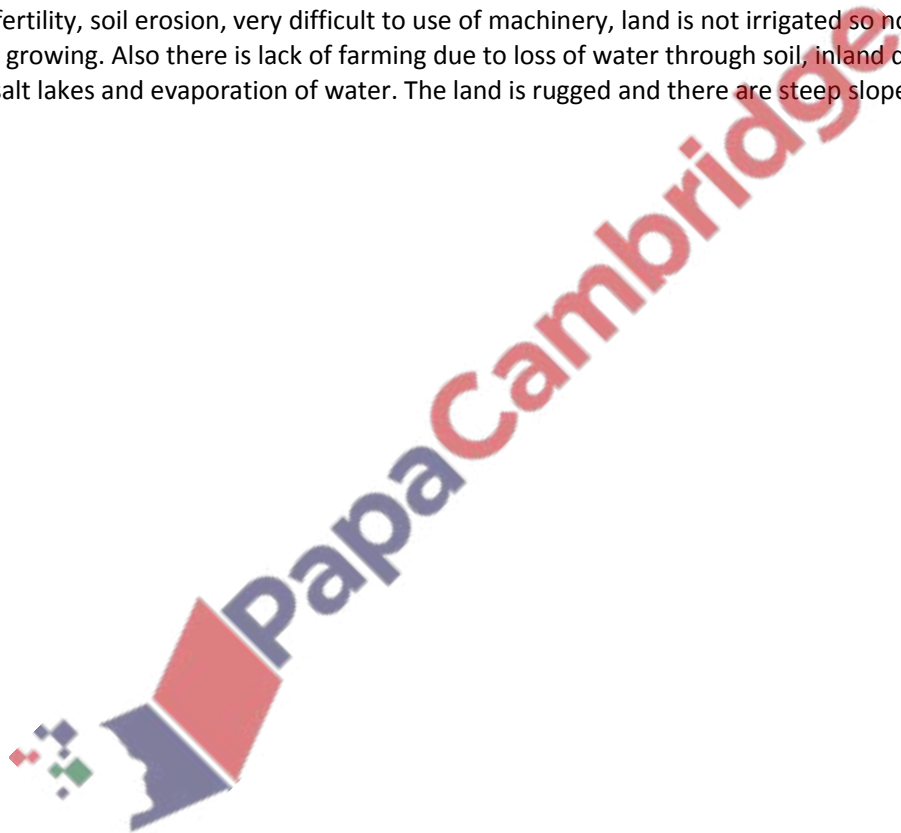 fertility, soil erosion, very difficult to use of machinery, land is not irrigated so
growing. Also there is lack of farming due to loss of water through soil, inland
salt lakes and evaporation of water. The land is rugged and there are steep
PapaCambridge